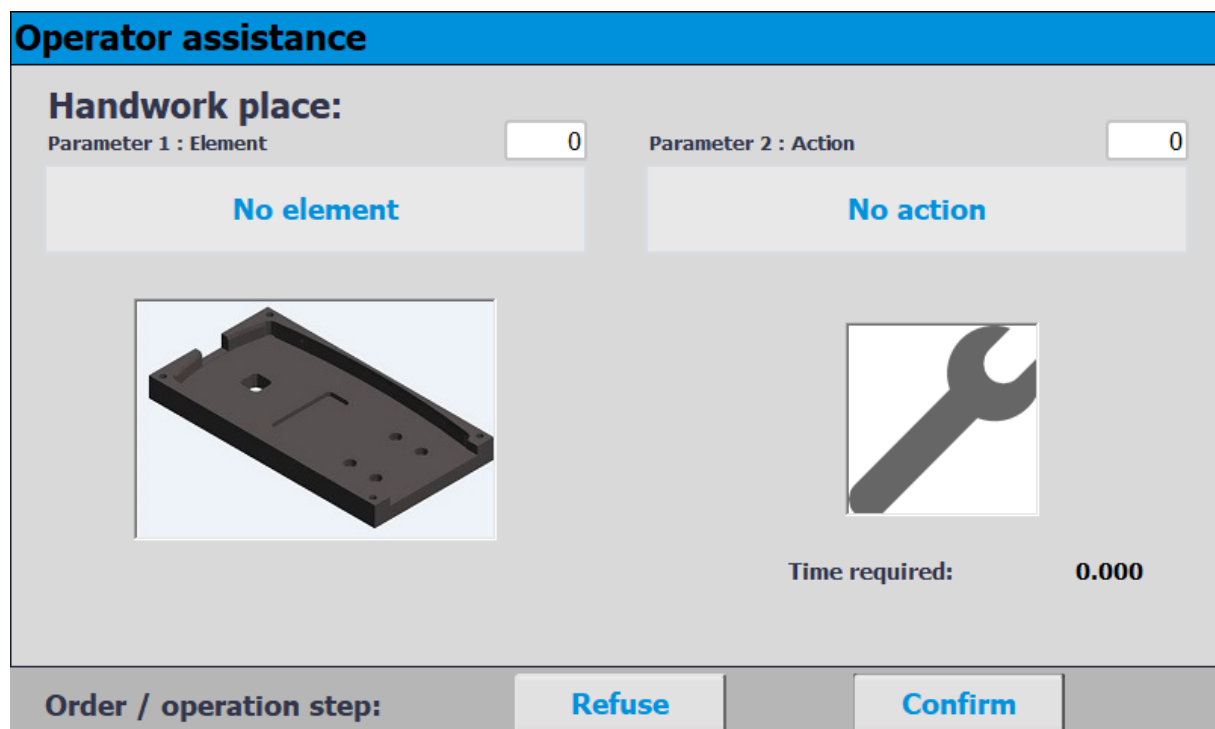 Operator assistance
Handwork place:
Parameter 1 : Element 0 Parameter 2 : Action 0
No element No action
Time required: 0.000
Order / operation step: Refuse Confirm